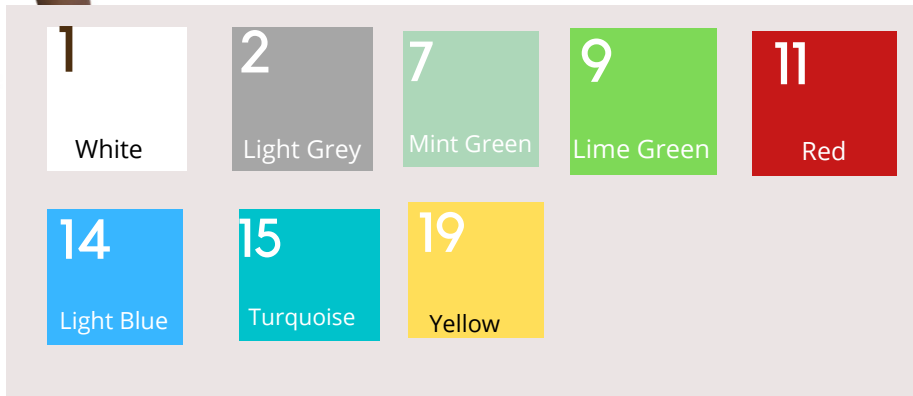 1
White
2
Light Grey
7
Mint Green
9
Lime Green
11
Red
14
Light Blue
15
Turquoise
19
Yellow